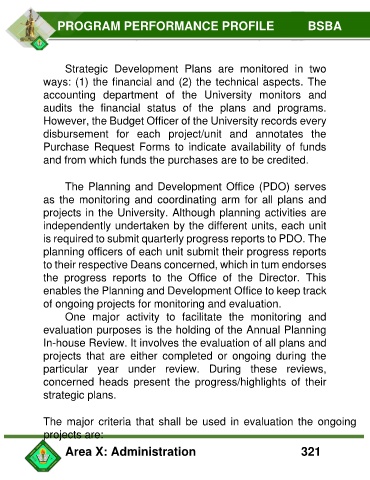 PROGRAM PERFORMANCE PROFILE BSBA
Strategic Development Plans are monitored in two
ways: (1) the financial and (2) the technical aspects. The
accounting department of the University monitors and
audits the financial status of the plans and programs.
However, the Budget Officer of the University records every
disbursement for each project/unit and annotates the
Purchase Request Forms to indicate availability of funds
and from which funds the purchases are to be credited.
The Planning and Development Office (PDO) serves
as the monitoring and coordinating arm for all plans and
projects in the University. Although planning activities are
independently undertaken by the different units, each unit
is required to submit quarterly progress reports to PDO. The
planning officers of each unit submit their progress reports
to their respective Deans concerned, which in turn endorses
the progress reports to the Office of the Director. This
enables the Planning and Development Office to keep track
of ongoing projects for monitoring and evaluation.
One major activity to facilitate the monitoring and
evaluation purposes is the holding of the Annual Planning
In-house Review. It involves the evaluation of all plans and
projects that are either completed or ongoing during the
particular year under review. During these reviews,
concerned heads present the progress/highlights of their
strategic plans.
The major criteria that shall be used in evaluation the ongoing
projects are:
Area X: Administration 321